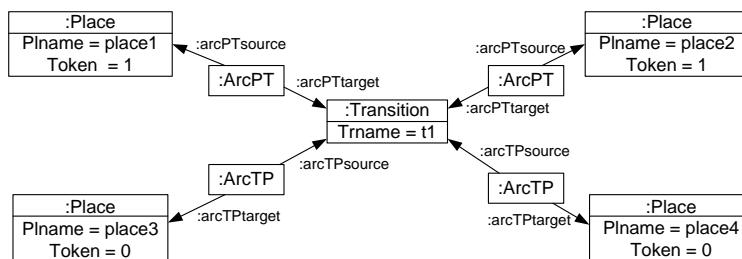 :Place
Plname = place1
Token = 1
:arcPTsource
:ArcPT
:arcPTtarget
:Place
Plname = place2
Token = 1
:arcPTsource
:ArcPT
:arcPTtarget
:Transition
Trname = t1
:arcTPsource
:ArcTP
:arcTPtarget
:Place
Plname = place3
Token = 0
:arcTPsource
:ArcTP
:arcTPtarget
:Place
Plname = place4
Token = 0